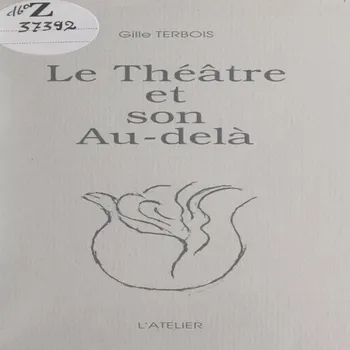 Z
37392
Gille TERBOIS
Le Théâtre
et
son
Au-delà
L'ATELIER